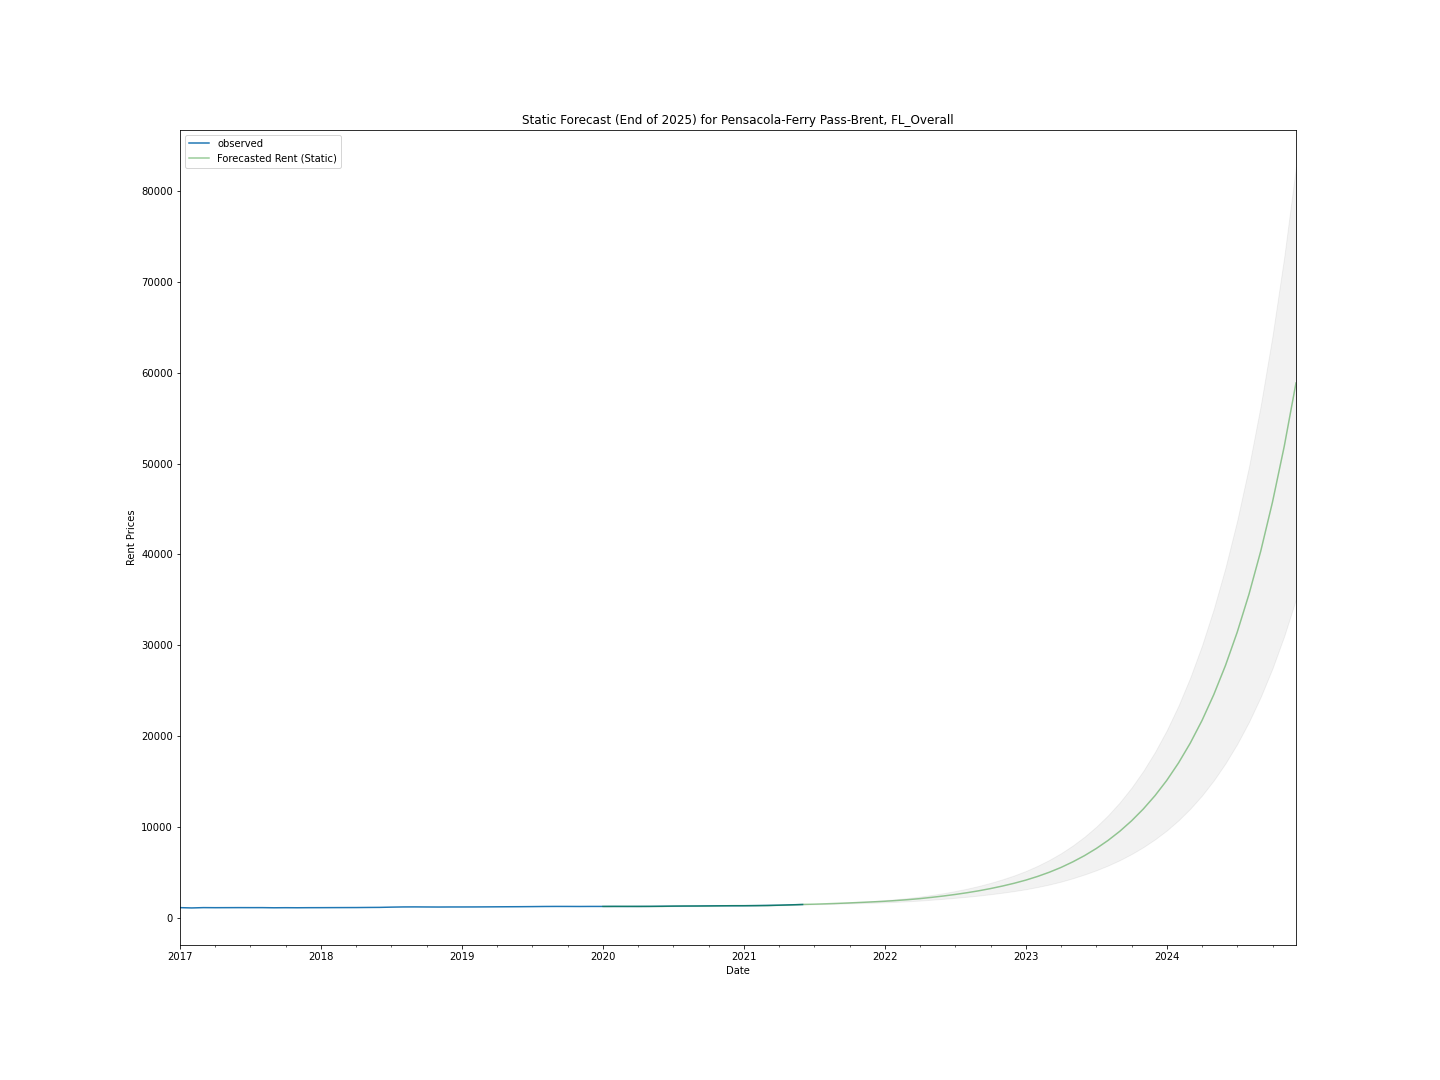 Static Forecast (End of 2025) for Pensacola-Ferry Pass-Brent, FL_Overall
observed
Forecasted Rent (Static)
80000
70000
60000
50000
40000
30000
20000
10000
0
Rent Prices
2017 2018 2019 2020 2021 2022 2023 2024
Date